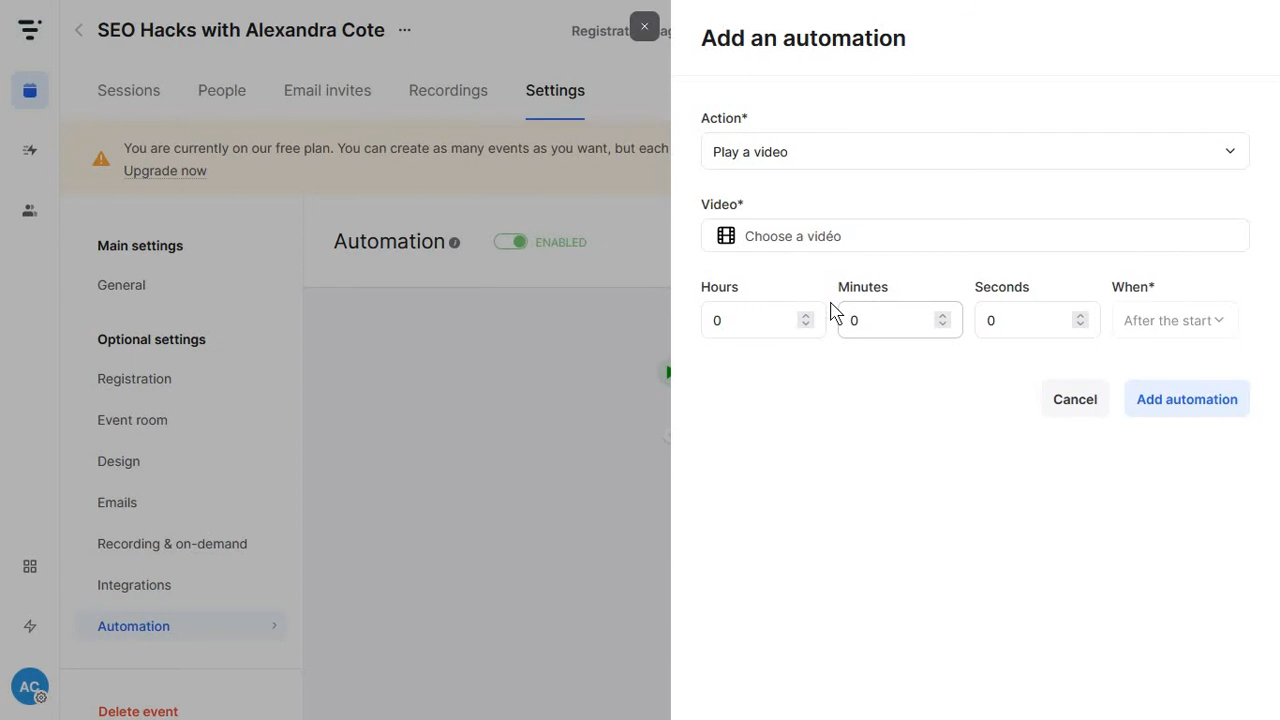 SEO Hacks with Alexandra Cote ...
Registrat
Sessions
People
Email invites
Recordings
Settings
You are currently on our free plan. You can create as many events as you want, but each
Upgrade now
Main settings
General
Optional settings
Registration
Event room
Design
Emails
Recording & on-demand
Integrations
Automation
Delete event
AC
Automation
ENABLED
Add an automation
Action*
Play a video
Video*
Choose a vidéo
Hours
Minutes
Seconds
When*
0
0
0
After the start
Cancel
Add automation